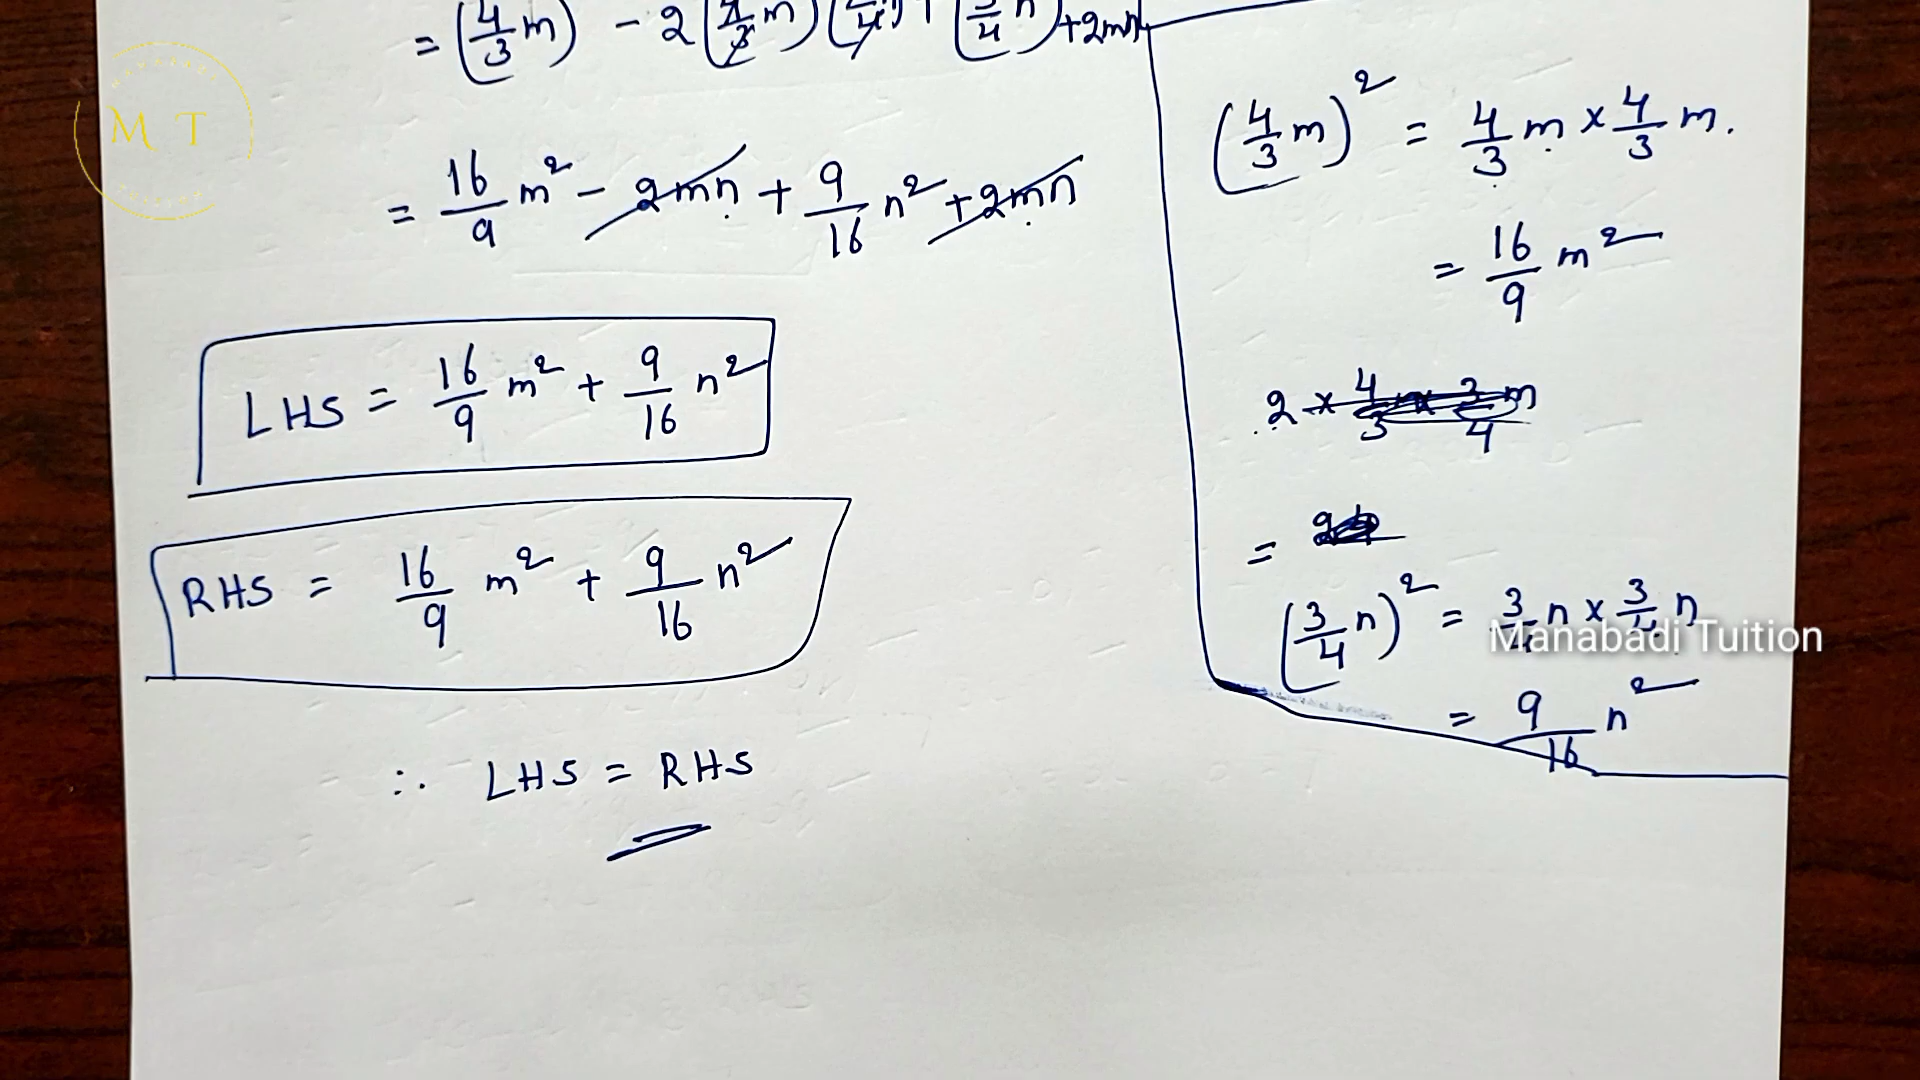 = (4/3 m) - 2 (4/3 m) ( + (3/4 n) + 2mn
= 16/9 m² - 2mn + 9/16 n² + 2mn
LHS = 16/9 m² + 9/16 n²
RHS = 16/9 m² + 9/16 n²
∴ LHS = RHS
(4/3 m)² = 4/3 m × 4/3 m.
= 16/9 m²
2 × 4/3 m × 3/4 m
=
(3/4 n)² = 3/4 n × 3/4 n
= 9/16 n²
M T
Manabadi Tuition